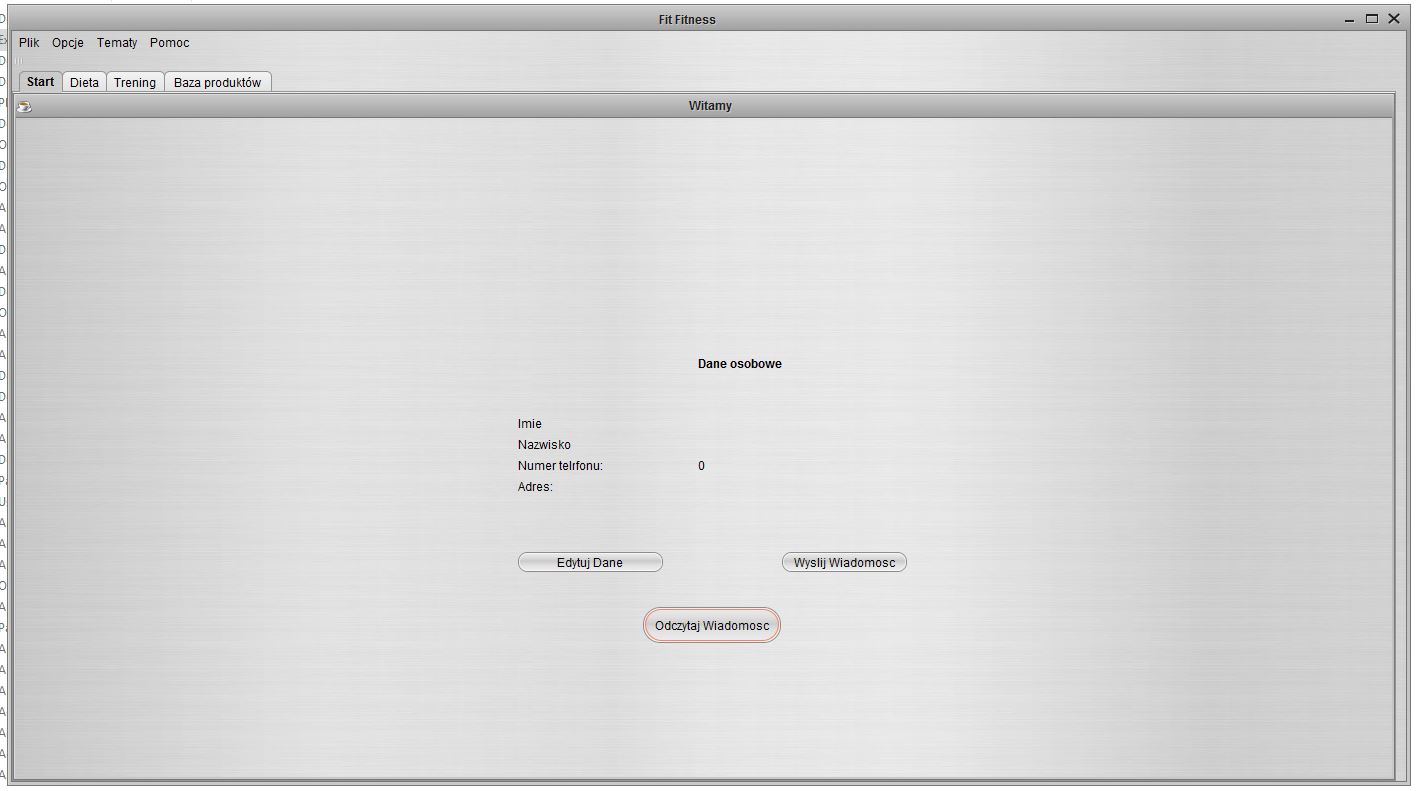 Fit Fitness
Plik Opcje Tematy Pomoc
Start Dieta Trening Baza produktów
Witamy
Dane osobowe
Imie
Nazwisko
Numer telrfonu: 0
Adres:
Edytuj Dane Wyslij Wiadomosc
Odczytaj Wiadomosc